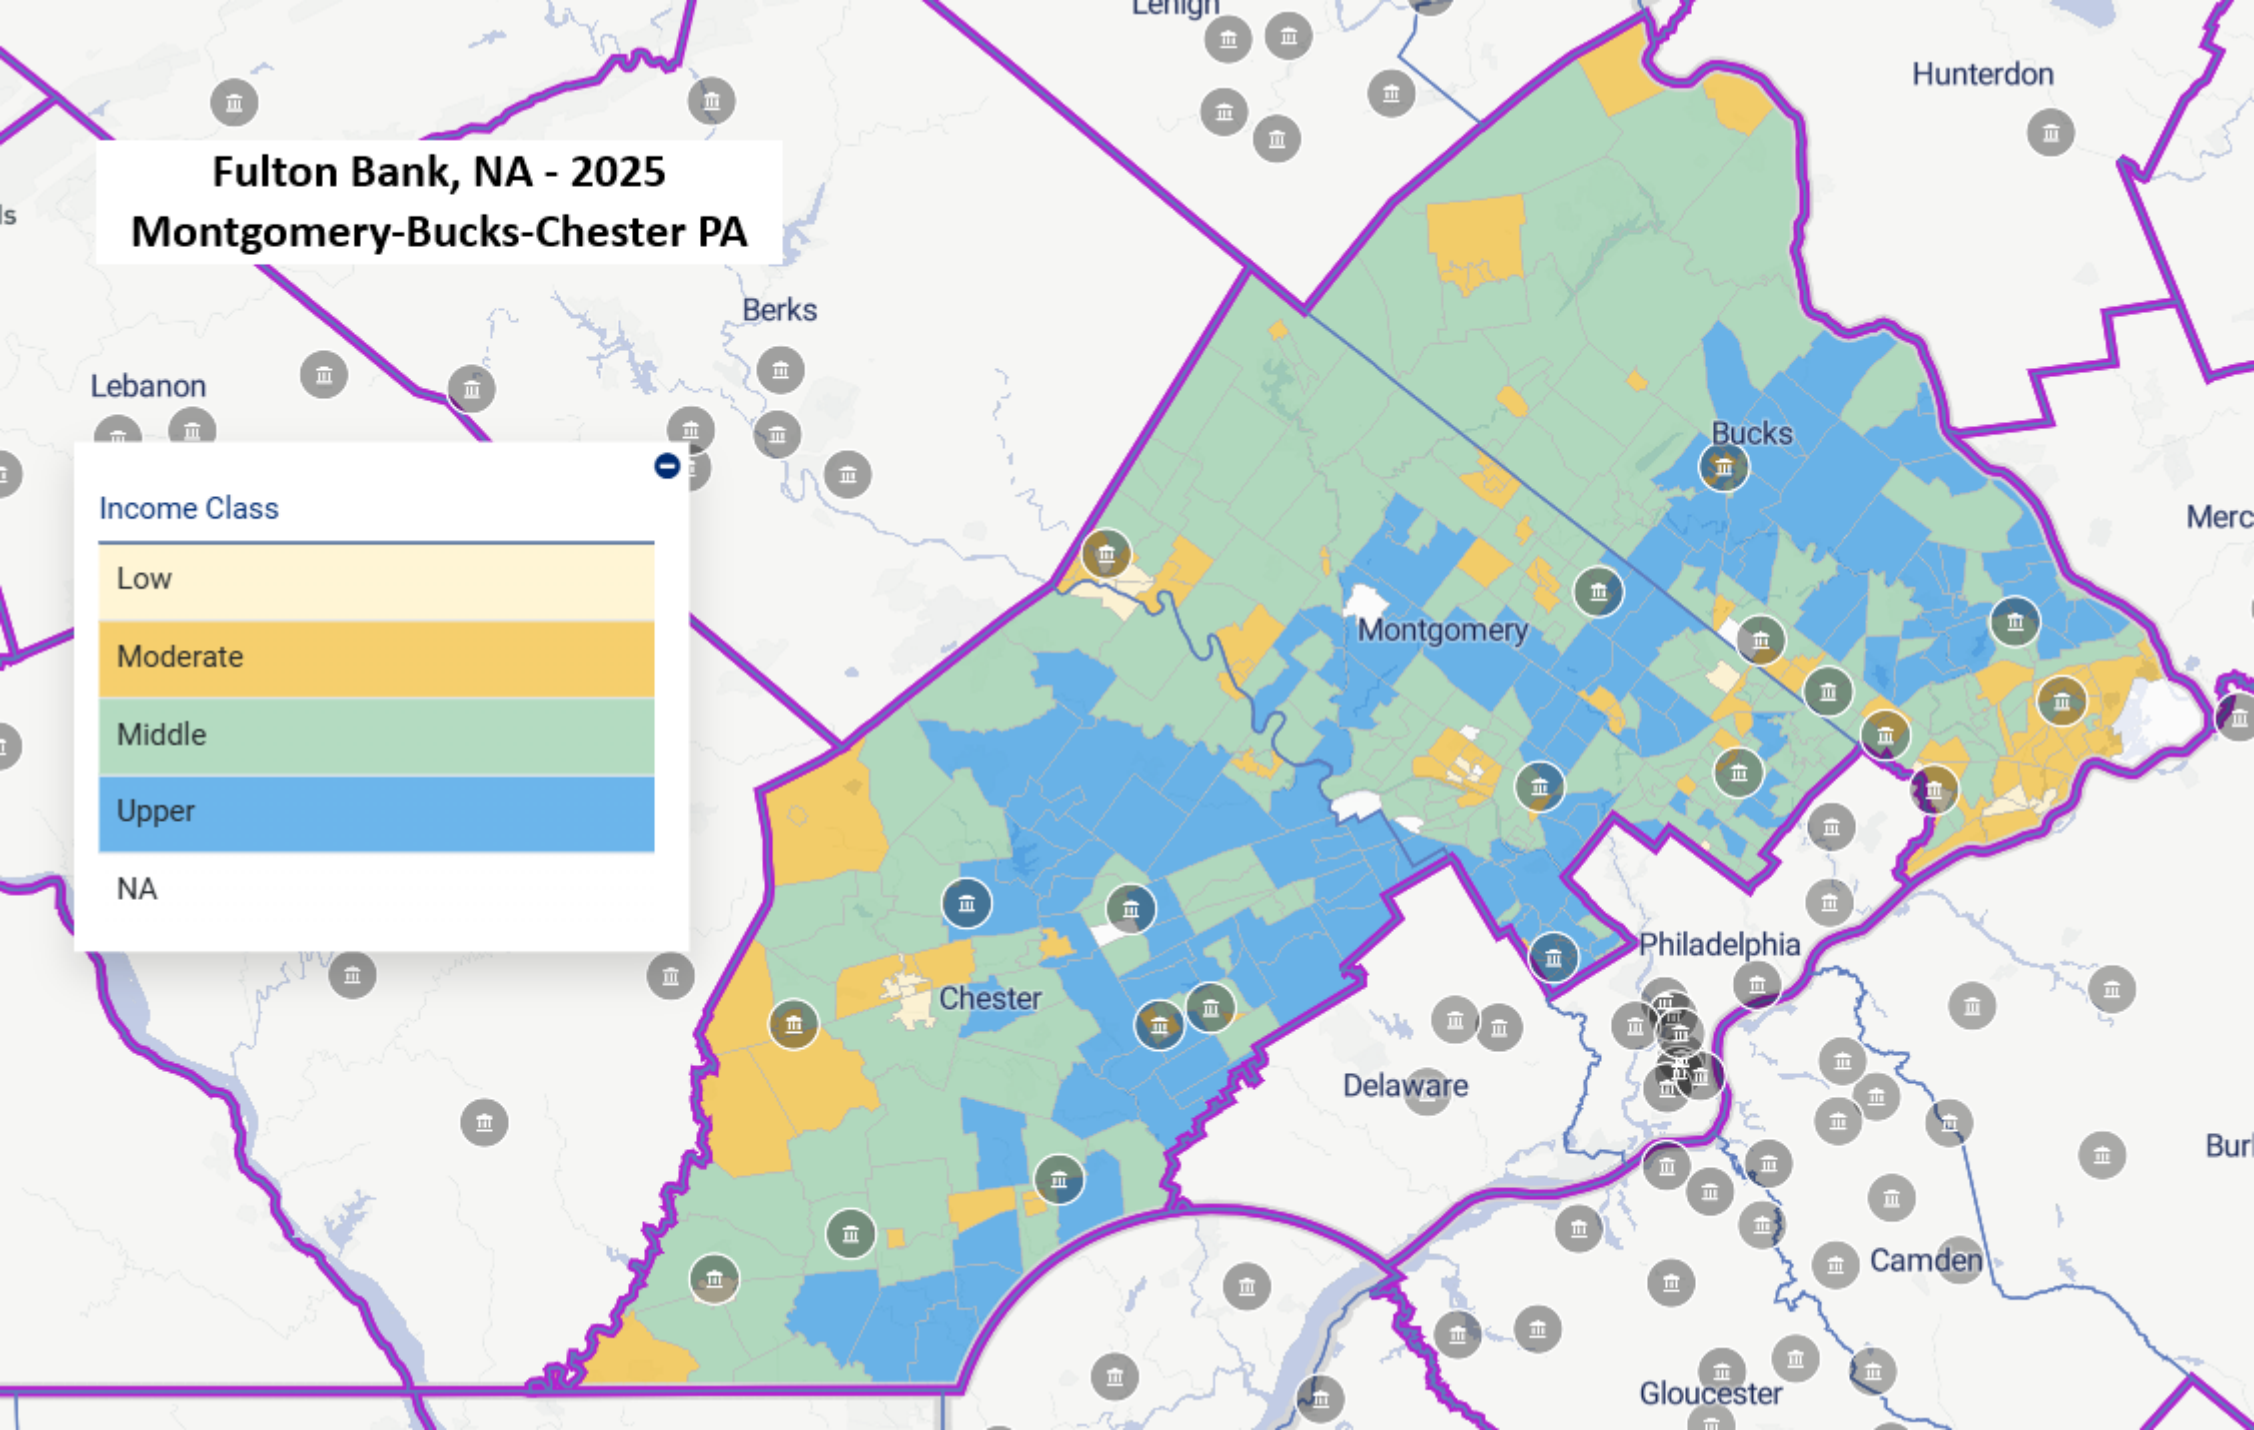 Lehigh
Hunterdon
Fulton Bank, NA - 2025
Montgomery-Bucks-Chester PA
ls
Berks
Lebanon
Bucks
Income Class
Merc
Low
Montgomery
Moderate
Middle
Upper
NA
Philadelphia
Chester
Delaware
Burl
Camden
Gloucester